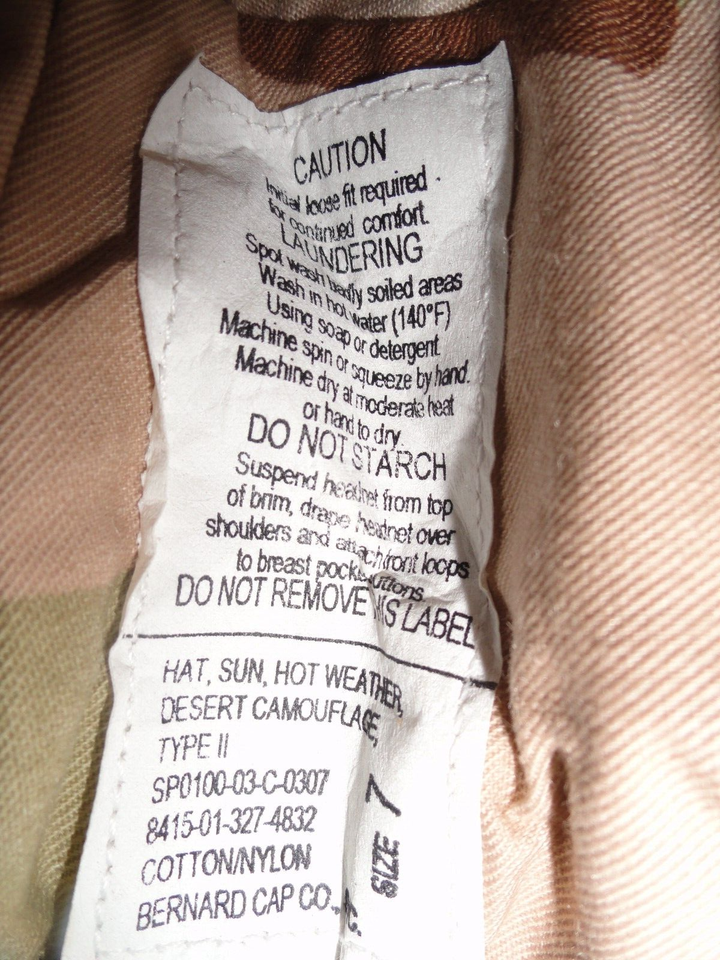 CAUTION
Initial loose fit required
for continued comfort.
LAUNDERING
Spot wash badly soiled areas
Wash in hot water (140°F)
Using soap or detergent.
Machine spin or squeeze by hand.
Machine dry at moderate heat
or hand to dry.
DO NOT STARCH
Suspend headnet from top
of brim, drape headnet over
shoulders and attach front loops
to breast pocket buttons.
DO NOT REMOVE THIS LABEL
HAT, SUN, HOT WEATHER,
DESERT CAMOUFLAGE,
TYPE II
SP0100-03-C-0307
8415-01-327-4832
COTTON/NYLON
BERNARD CAP CO.,
SIZE 7